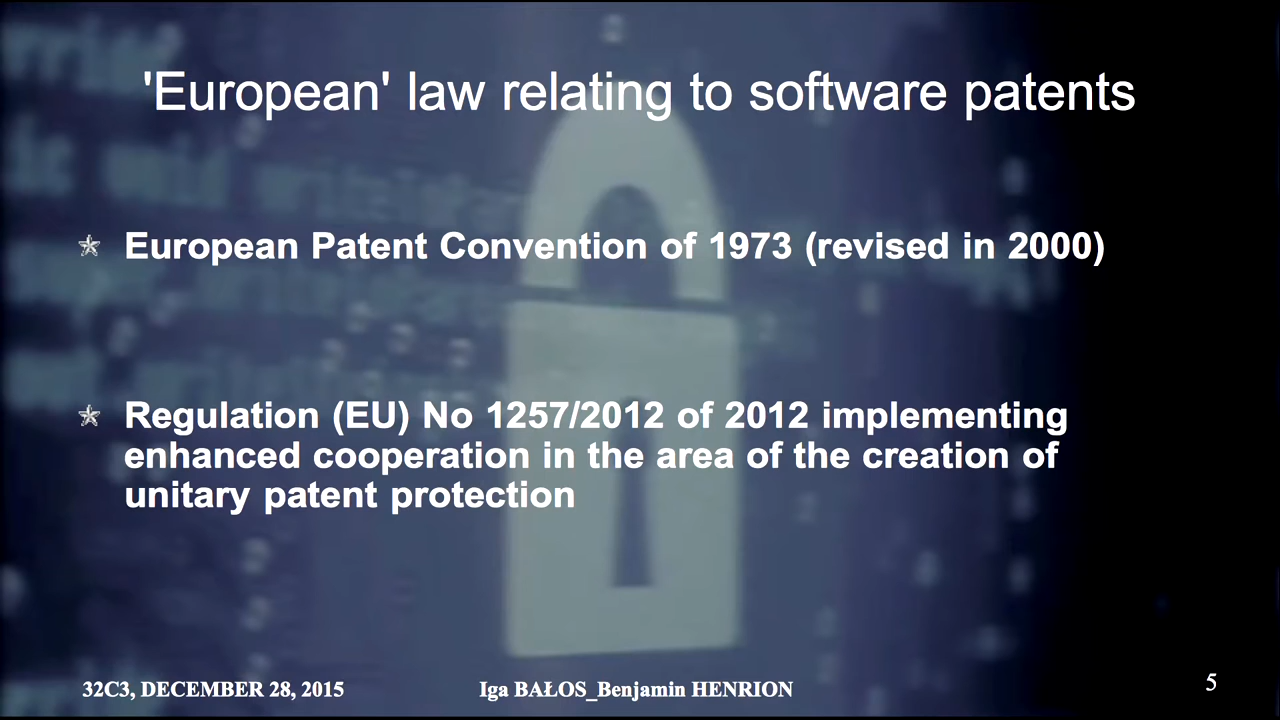 'European' law relating to software patents
European Patent Convention of 1973 (revised in 2000)
Regulation (EU) No 1257/2012 of 2012 implementing
enhanced cooperation in the area of the creation of
unitary patent protection
32C3, DECEMBER 28, 2015
Iga BAŁOS_Benjamin HENRION
5